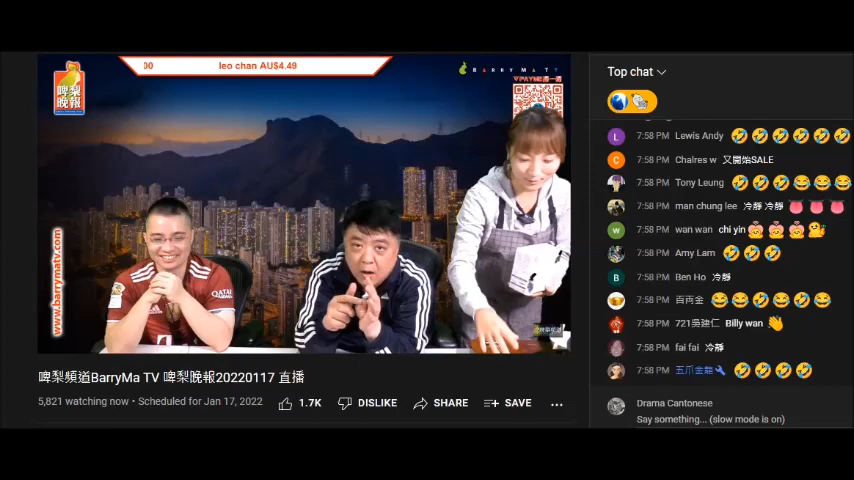 啤梨晚報
00 leo chan AU$4.49
BARRYMATV
www.barrymatv.com
QATAR
啤梨頻道BarryMa TV 啤梨晚報20220117 直播
5,821 watching now • Scheduled for Jan 17, 2022
1.7K DISLIKE SHARE SAVE ...
Top chat
7:58 PM Lewis Andy 🤣🤣🤣🤣🤣🤣
7:58 PM Chalres w 又開始SALE
7:58 PM Tony Leung 🤣🤣🤣😂😂😂
7:58 PM man chung lee 冷靜 冷靜 👅👅👅
7:58 PM wan wan chi yin
7:58 PM Amy Lam 🤣🤣🤣
7:58 PM Ben Ho 冷靜
7:58 PM 百丙金 😂😂🤣😂🤣😂
7:58 PM 721吳建仁 Billy wan 👋
7:58 PM fai fai 冷靜
7:58 PM 五爪金龍 🤣🤣🤣🤣
Drama Cantonese
Say something... (slow mode is on)